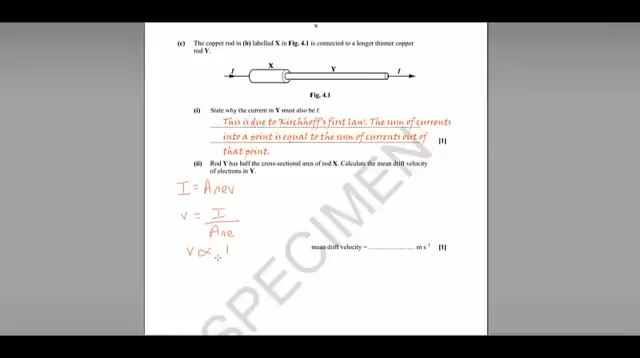 9
(c) The copper rod in (b) labelled X in Fig. 4.1 is connected to a longer thinner copper
rod Y.
X
Y
I
I
Fig. 4.1
(i) State why the current in Y must also be I.
This is due to Kirchhoff's first law. The sum of currents
into a point is equal to the sum of currents out of
that point.
[1]
(ii) Rod Y has half the cross-sectional area of rod X. Calculate the mean drift velocity
of electrons in Y.
I = Anev
v = I
Ane
v ∝ 1
mean drift velocity = ...................... m s⁻¹ [1]
SPECIMEN